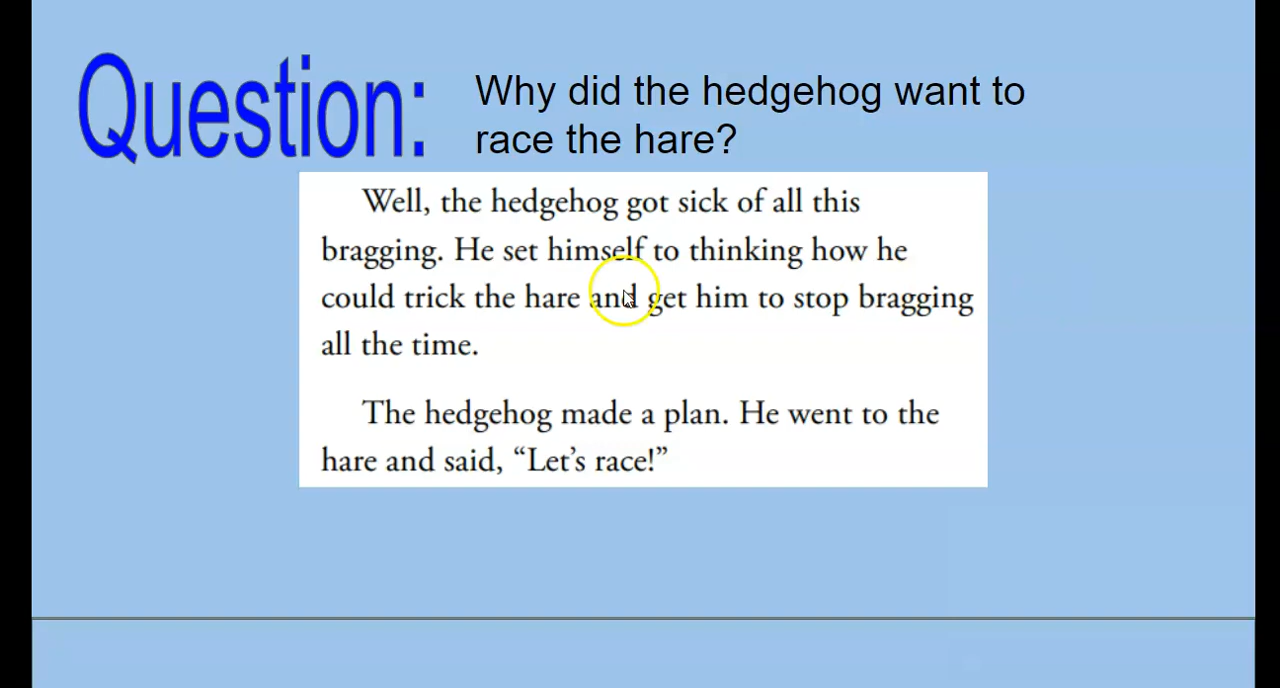 Question:
Why did the hedgehog want to
race the hare?
Well, the hedgehog got sick of all this
bragging. He set himself to thinking how he
could trick the hare and get him to stop bragging
all the time.
The hedgehog made a plan. He went to the
hare and said, “Let’s race!”